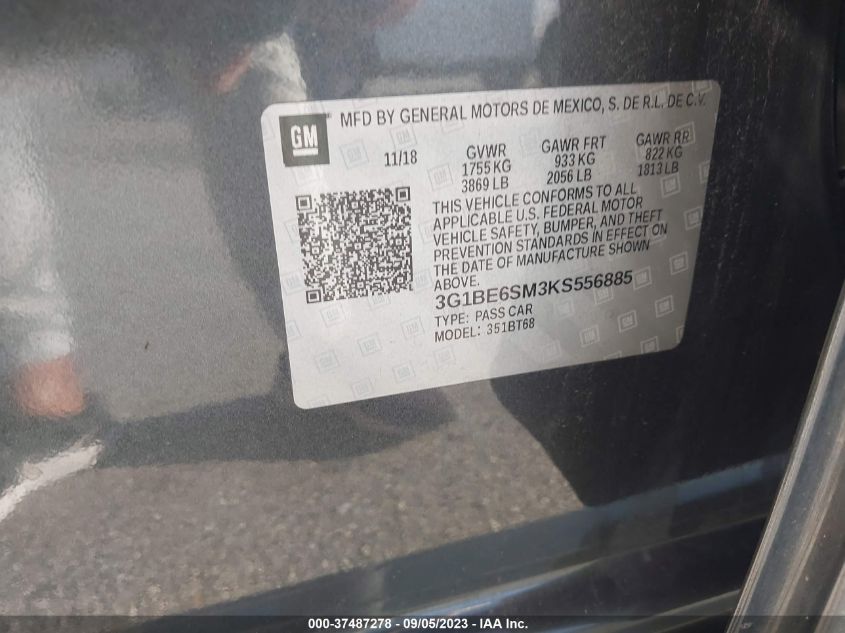 MFD BY GENERAL MOTORS DE MEXICO, S. DE R.L. DE C.V.
GM
11/18
GVWR GAWR FRT GAWR RR
1755 KG 933 KG 822 KG
3869 LB 2056 LB 1813 LB
THIS VEHICLE CONFORMS TO ALL
APPLICABLE U.S. FEDERAL MOTOR
VEHICLE SAFETY, BUMPER, AND THEFT
PREVENTION STANDARDS IN EFFECT ON
THE DATE OF MANUFACTURE SHOWN
ABOVE.
3G1BE6SM3KS556885
TYPE: PASS CAR
MODEL: 351BT68
000-37487278 - 09/05/2023 - IAA Inc.